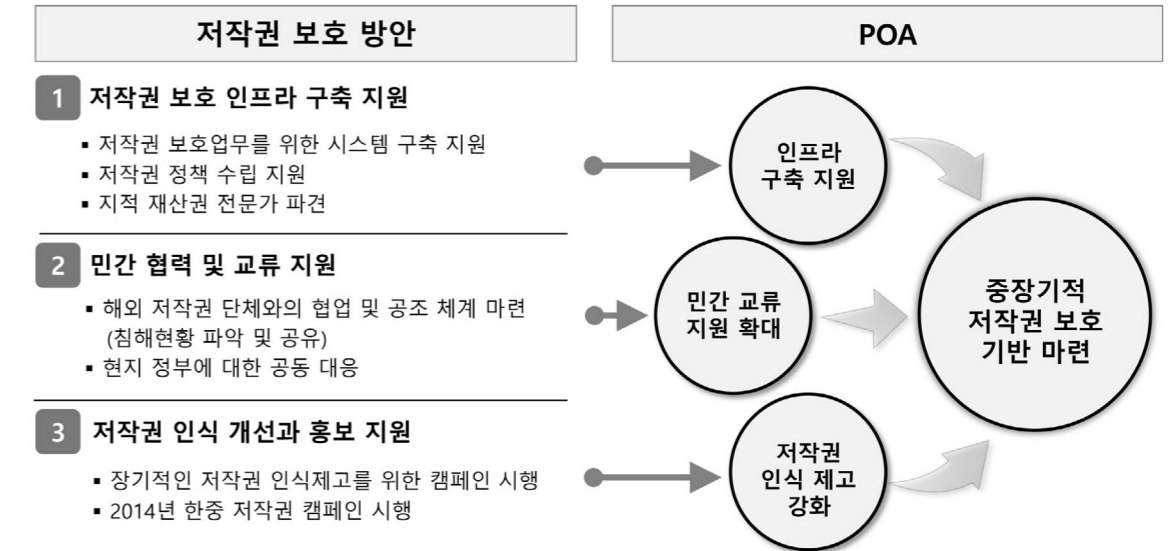 저작권 보호 방안
1 저작권 보호 인프라 구축 지원
▪ 저작권 보호업무를 위한 시스템 구축 지원
▪ 저작권 정책 수립 지원
▪ 지적 재산권 전문가 파견
2 민간 협력 및 교류 지원
▪ 해외 저작권 단체와의 협업 및 공조 체계 마련
(침해현황 파악 및 공유)
▪ 현지 정부에 대한 공동 대응
3 저작권 인식 개선과 홍보 지원
▪ 장기적인 저작권 인식제고를 위한 캠페인 시행
▪ 2014년 한중 저작권 캠페인 시행
POA
인프라
구축 지원
민간 교류
지원 확대
저작권
인식 제고
강화
중장기적
저작권 보호
기반 마련